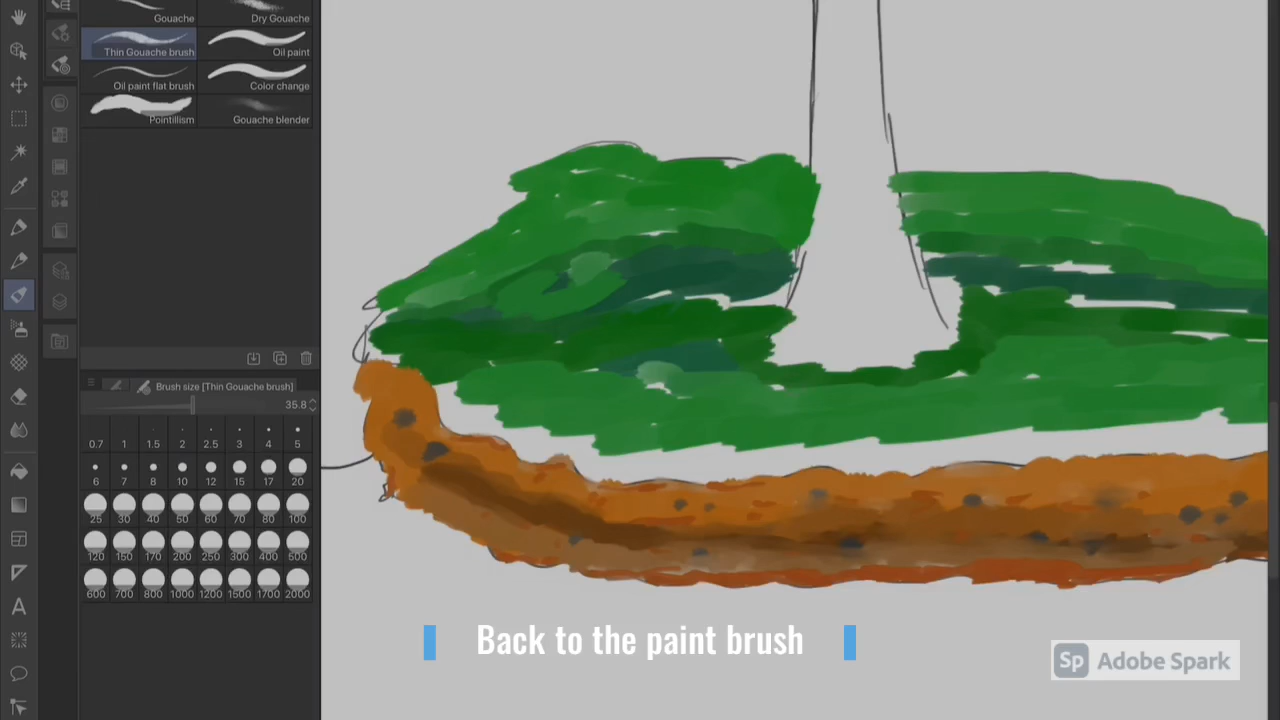 Gouache
Dry Gouache
Thin Gouache brush
Oil paint
Oil paint flat brush
Color change
Pointillism
Gouache blender
Brush size [Thin Gouache brush]
35.8
0.7 1 1.5 2 2.5 3 4 5
6 7 8 10 12 15 17 20
25 30 40 50 60 70 80 100
120 150 170 200 250 300 400 500
600 700 800 1000 1200 1500 1700 2000
A
Back to the paint brush
Sp Adobe Spark